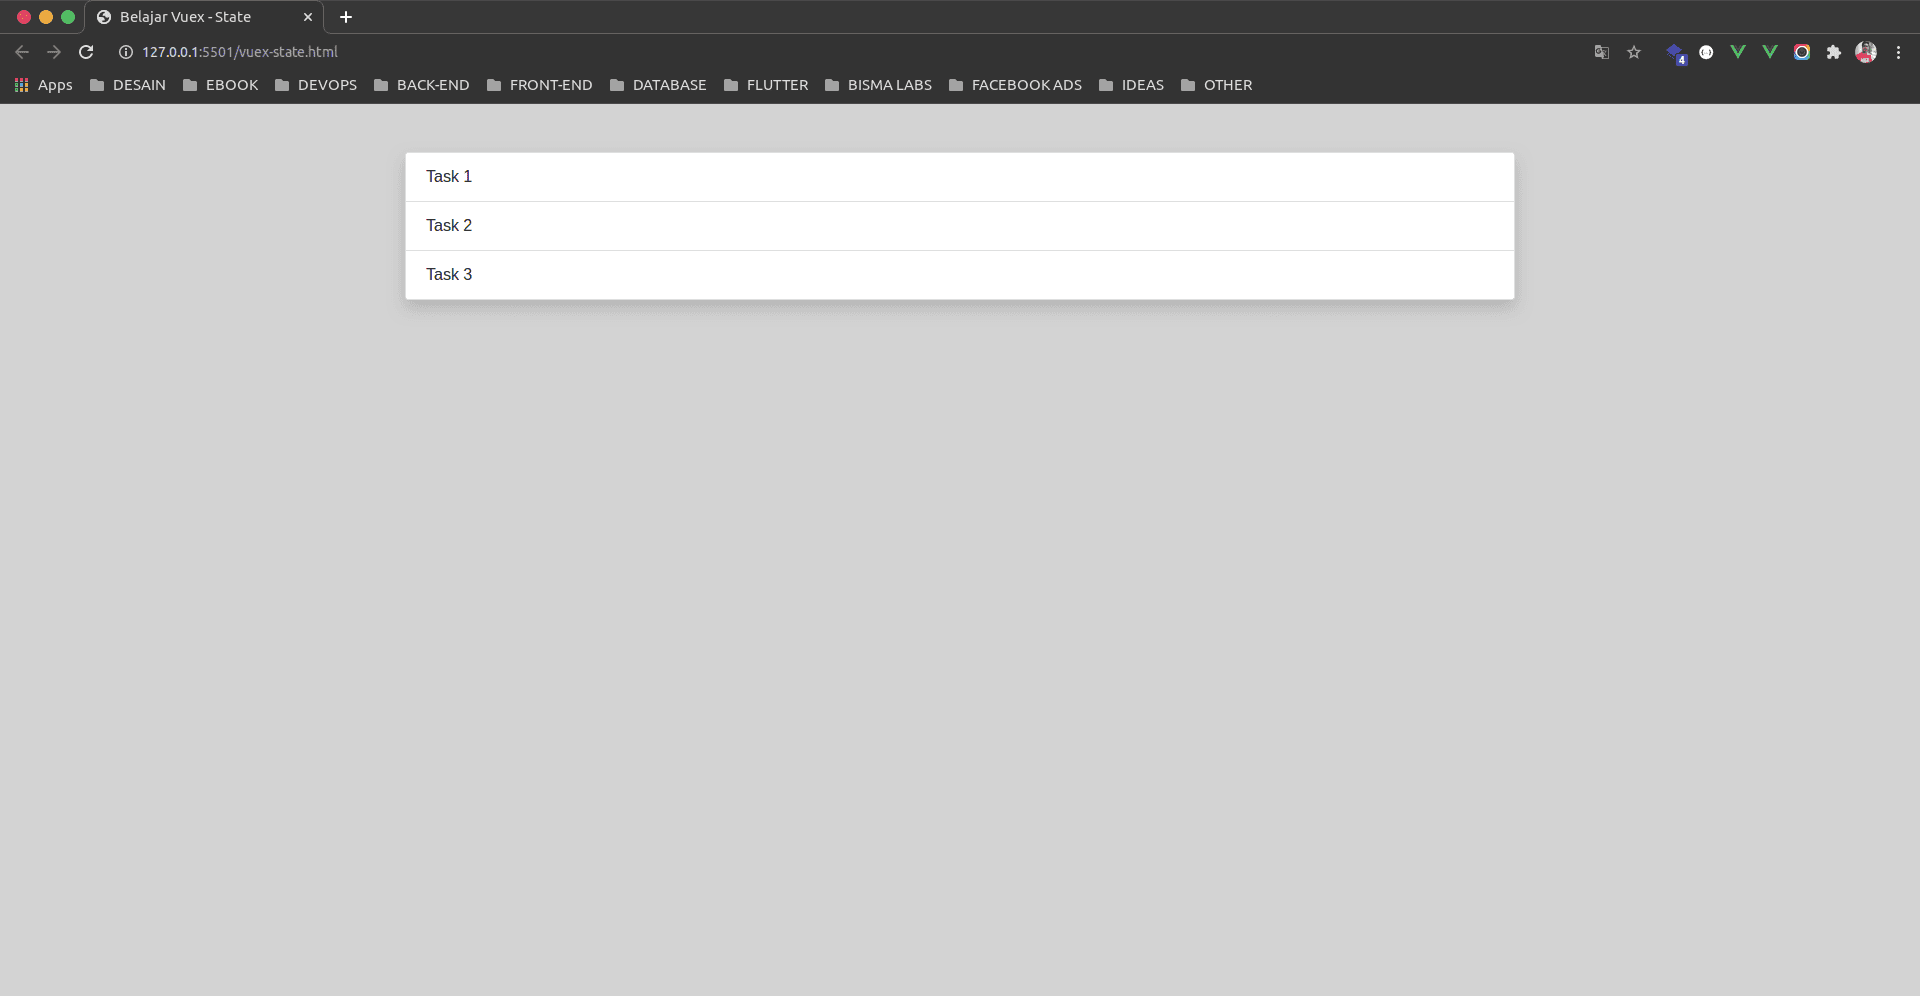 Belajar Vuex - State
127.0.0.1:5501/vuex-state.html
4
Apps DESAIN EBOOK DEVOPS BACK-END FRONT-END DATABASE FLUTTER BISMA LABS FACEBOOK ADS IDEAS OTHER
Task 1
Task 2
Task 3